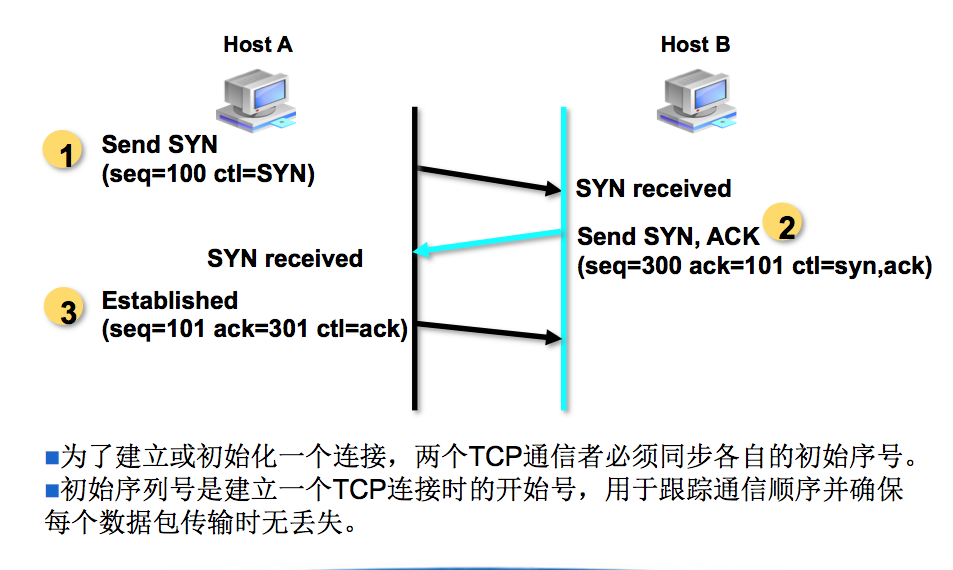 Host A
Host B
1
Send SYN
(seq=100 ctl=SYN)
SYN received
2
Send SYN, ACK
(seq=300 ack=101 ctl=syn,ack)
SYN received
3
Established
(seq=101 ack=301 ctl=ack)
■为了建立或初始化一个连接，两个TCP通信者必须同步各自的初始序号。
■初始序列号是建立一个TCP连接时的开始号，用于跟踪通信顺序并确保
每个数据包传输时无丢失。